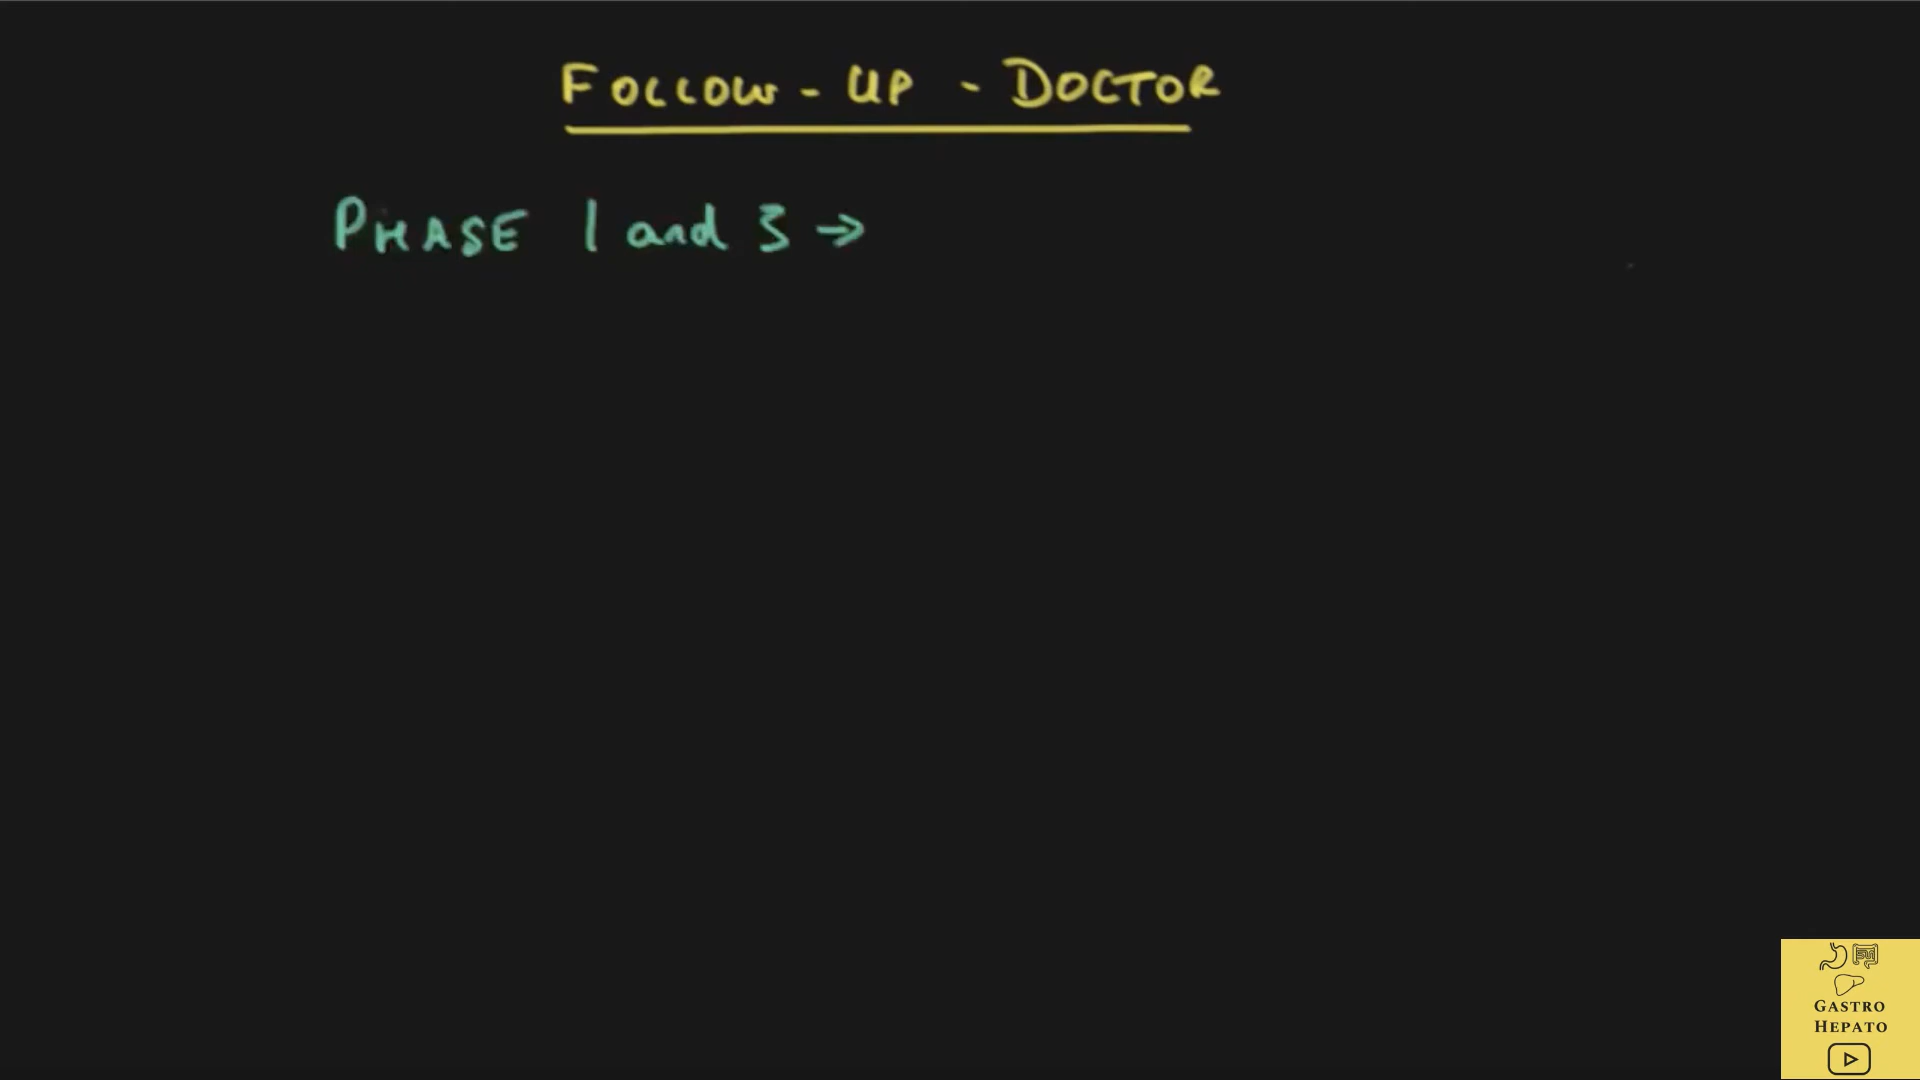 FOLLOW - UP - DOCTOR
PHASE 1 and 3 →
GASTRO
HEPATO